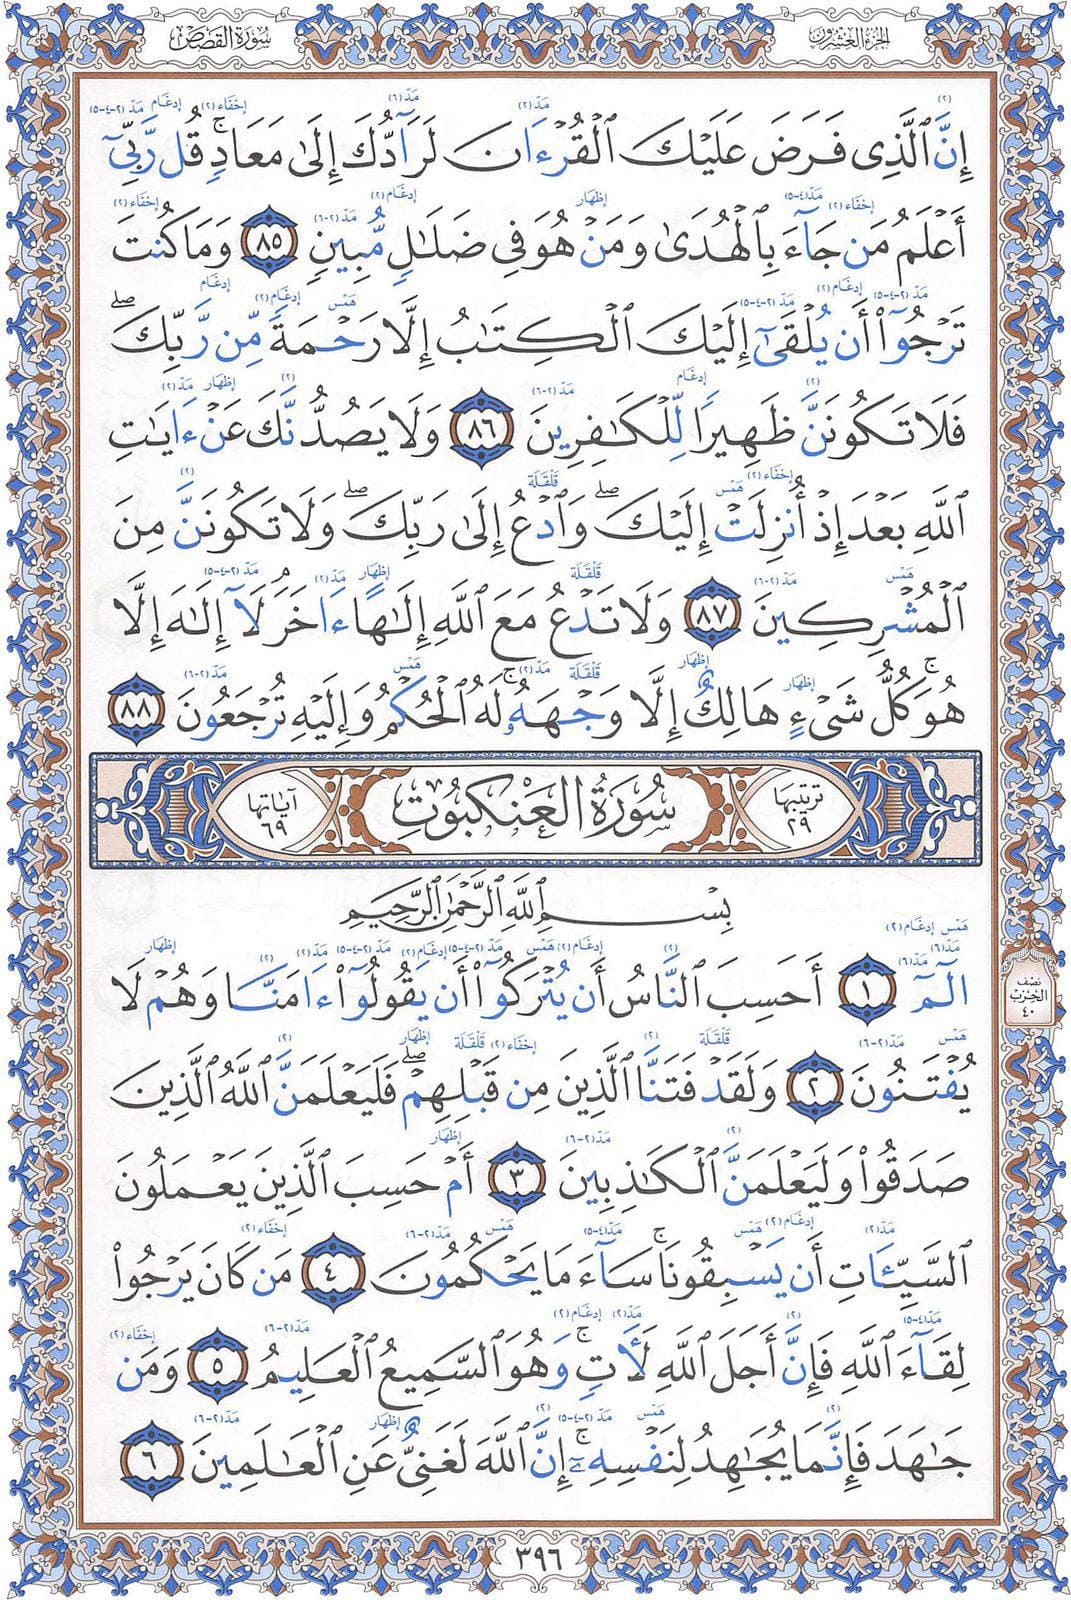 الجزء العشرون
سورة القصص
إِنَّ ٱلَّذِى فَرَضَ عَلَيْكَ ٱلْقُرْءَانَ لَرَآدُّكَ إِلَىٰ مَعَادٍ ۚ قُل رَّبِّىٓ
أَعْلَمُ مَن جَآءَ بِٱلْهُدَىٰ وَمَنْ هُوَ فِى ضَلَـٰلٍ مُّبِينٍ ٨٥ وَمَا كُنتَ
تَرْجُوٓا۟ أَن يُلْقَىٰٓ إِلَيْكَ ٱلْكِتَـٰبُ إِلَّا رَحْمَةً مِّن رَّبِّكَ ۖ
فَلَا تَكُونَنَّ ظَهِيرًا لِّلْكَـٰفِرِينَ ٨٦ وَلَا يَصُدُّنَّكَ عَنْ ءَايَـٰتِ
ٱللَّهِ بَعْدَ إِذْ أُنزِلَتْ إِلَيْكَ ۖ وَٱدْعُ إِلَىٰ رَبِّكَ ۖ وَلَا تَكُونَنَّ مِنَ
ٱلْمُشْرِكِينَ ٨٧ وَلَا تَدْعُ مَعَ ٱللَّهِ إِلَـٰهًا ءَاخَرَ ۘ لَآ إِلَـٰهَ إِلَّا
هُوَ ۚ كُلُّ شَىْءٍ هَالِكٌ إِلَّا وَجْهَهُۥ ۚ لَهُ ٱلْحُكْمُ وَإِلَيْهِ تُرْجَعُونَ ٨٨
ترتيبها ٢٩ سورة العنكبوت آياتها ٦٩
بِسْمِ ٱللَّهِ ٱلرَّحْمَـٰنِ ٱلرَّحِيمِ
الٓمٓ ١ أَحَسِبَ ٱلنَّاسُ أَن يُتْرَكُوٓا۟ أَن يَقُولُوٓا۟ ءَامَنَّا وَهُمْ لَا
نصف الحزب ٤٠
يُفْتَنُونَ ٢ وَلَقَدْ فَتَنَّا ٱلَّذِينَ مِن قَبْلِهِمْ ۖ فَلَيَعْلَمَنَّ ٱللَّهُ ٱلَّذِينَ
صَدَقُوا۟ وَلَيَعْلَمَنَّ ٱلْكَـٰذِبِينَ ٣ أَمْ حَسِبَ ٱلَّذِينَ يَعْمَلُونَ
ٱلسَّيِّـَٔاتِ أَن يَسْبِقُونَا ۚ سَآءَ مَا يَحْكُمُونَ ٤ مَن كَانَ يَرْجُوا۟
لِقَآءَ ٱللَّهِ فَإِنَّ أَجَلَ ٱللَّهِ لَـَٔاتٍ ۚ وَهُوَ ٱلسَّمِيعُ ٱلْعَلِيمُ ٥ وَمَن
جَـٰهَدَ فَإِنَّمَا يُجَـٰهِدُ لِنَفْسِهِۦٓ ۚ إِنَّ ٱللَّهَ لَغَنِىٌّ عَنِ ٱلْعَـٰلَمِينَ ٦
٣٩٦